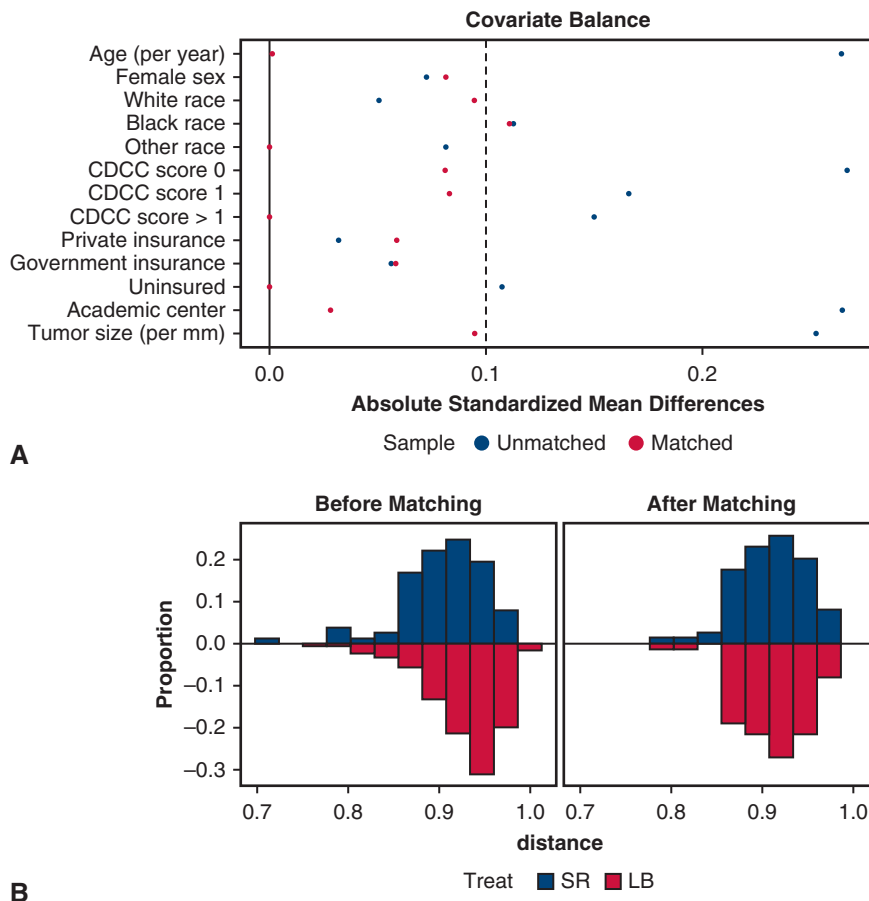 Covariate Balance
Age (per year)
Female sex
White race
Black race
Other race
CDCC score 0
CDCC score 1
CDCC score > 1
Private insurance
Government insurance
Uninsured
Academic center
Tumor size (per mm)
0.0 0.1 0.2
Absolute Standardized Mean Differences
Sample Unmatched Matched
A
Before Matching After Matching
Proportion
0.2
0.1
0.0
−0.1
−0.2
−0.3
0.7 0.8 0.9 1.0 0.7 0.8 0.9 1.0
distance
Treat SR LB
B